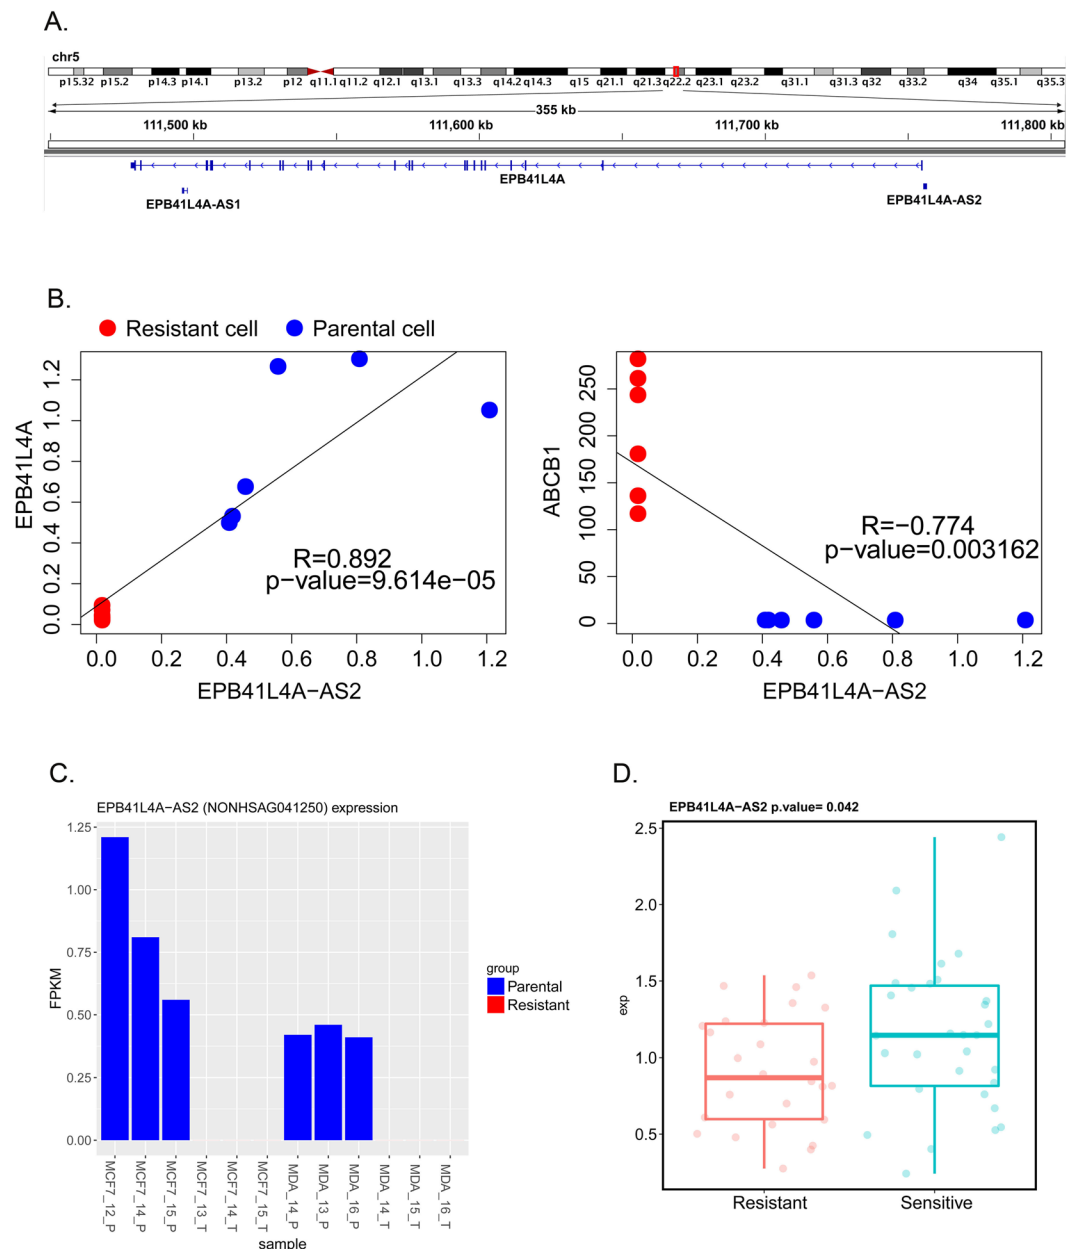 A.
chr5
p15.32 p15.2 p14.3 p14.1 p13.2 p12 q11.1 q11.2 q12.1 q13.1 q13.3 q14.2 q14.3 q15 q21.1 q21.3 q22.2 q23.1 q23.2 q31.1 q31.3 q32 q33.2 q34 q35.1 q35.3
355 kb
111,500 kb 111,600 kb 111,700 kb 111,800 kb
EPB41L4A
EPB41L4A-AS1 EPB41L4A-AS2
B.
Resistant cell Parental cell
EPB41L4A
0.0 0.2 0.4 0.6 0.8 1.0 1.2
R=0.892
p−value=9.614e−05
0.0 0.2 0.4 0.6 0.8 1.0 1.2
EPB41L4A−AS2
ABCB1
0 50 100 150 200 250
R=−0.774
p−value=0.003162
0.0 0.2 0.4 0.6 0.8 1.0 1.2
EPB41L4A−AS2
C.
EPB41L4A−AS2 (NONHSAG041250) expression
1.25
1.00
0.75
0.50
0.25
0.00
FPKM
MCF7_12_P
MCF7_14_P
MCF7_15_P
MCF7_13_T
MCF7_14_T
MCF7_15_T
MDA_14_P
MDA_13_P
MDA_16_P
MDA_14_T
MDA_15_T
MDA_16_T
sample
group
Parental
Resistant
D.
EPB41L4A−AS2 p.value= 0.042
2.5
2.0
1.5
1.0
0.5
exp
Resistant Sensitive